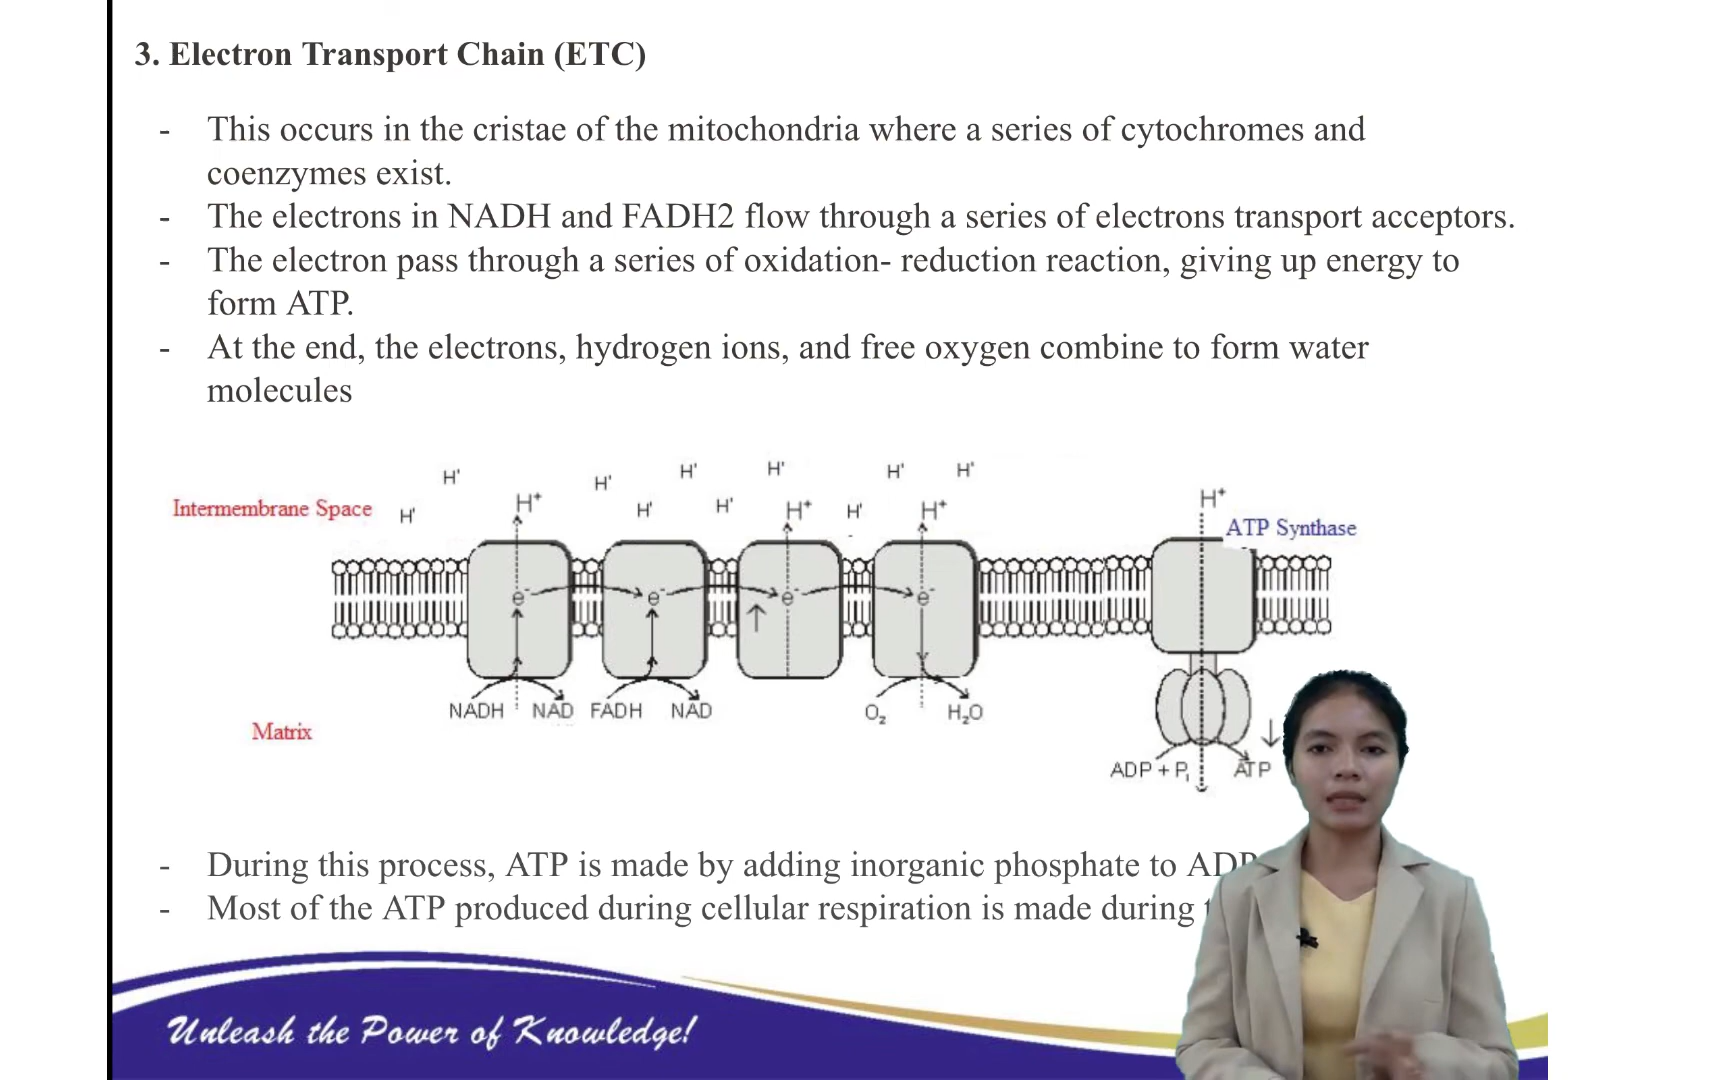 3. Electron Transport Chain (ETC)
- This occurs in the cristae of the mitochondria where a series of cytochromes and
coenzymes exist.
- The electrons in NADH and FADH2 flow through a series of electrons transport acceptors.
- The electron pass through a series of oxidation- reduction reaction, giving up energy to
form ATP.
- At the end, the electrons, hydrogen ions, and free oxygen combine to form water
molecules
H' H' H' H' H' H'
Intermembrane Space H' H⁺ H' H' H⁺ H' H⁺ H⁺
ATP Synthase
e⁻ e⁻ e⁻ e⁻
NADH NAD FADH NAD O₂ H₂O
Matrix
ADP + Pᵢ ATP
- During this process, ATP is made by adding inorganic phosphate to ADP
- Most of the ATP produced during cellular respiration is made during
Unleash the Power of Knowledge!